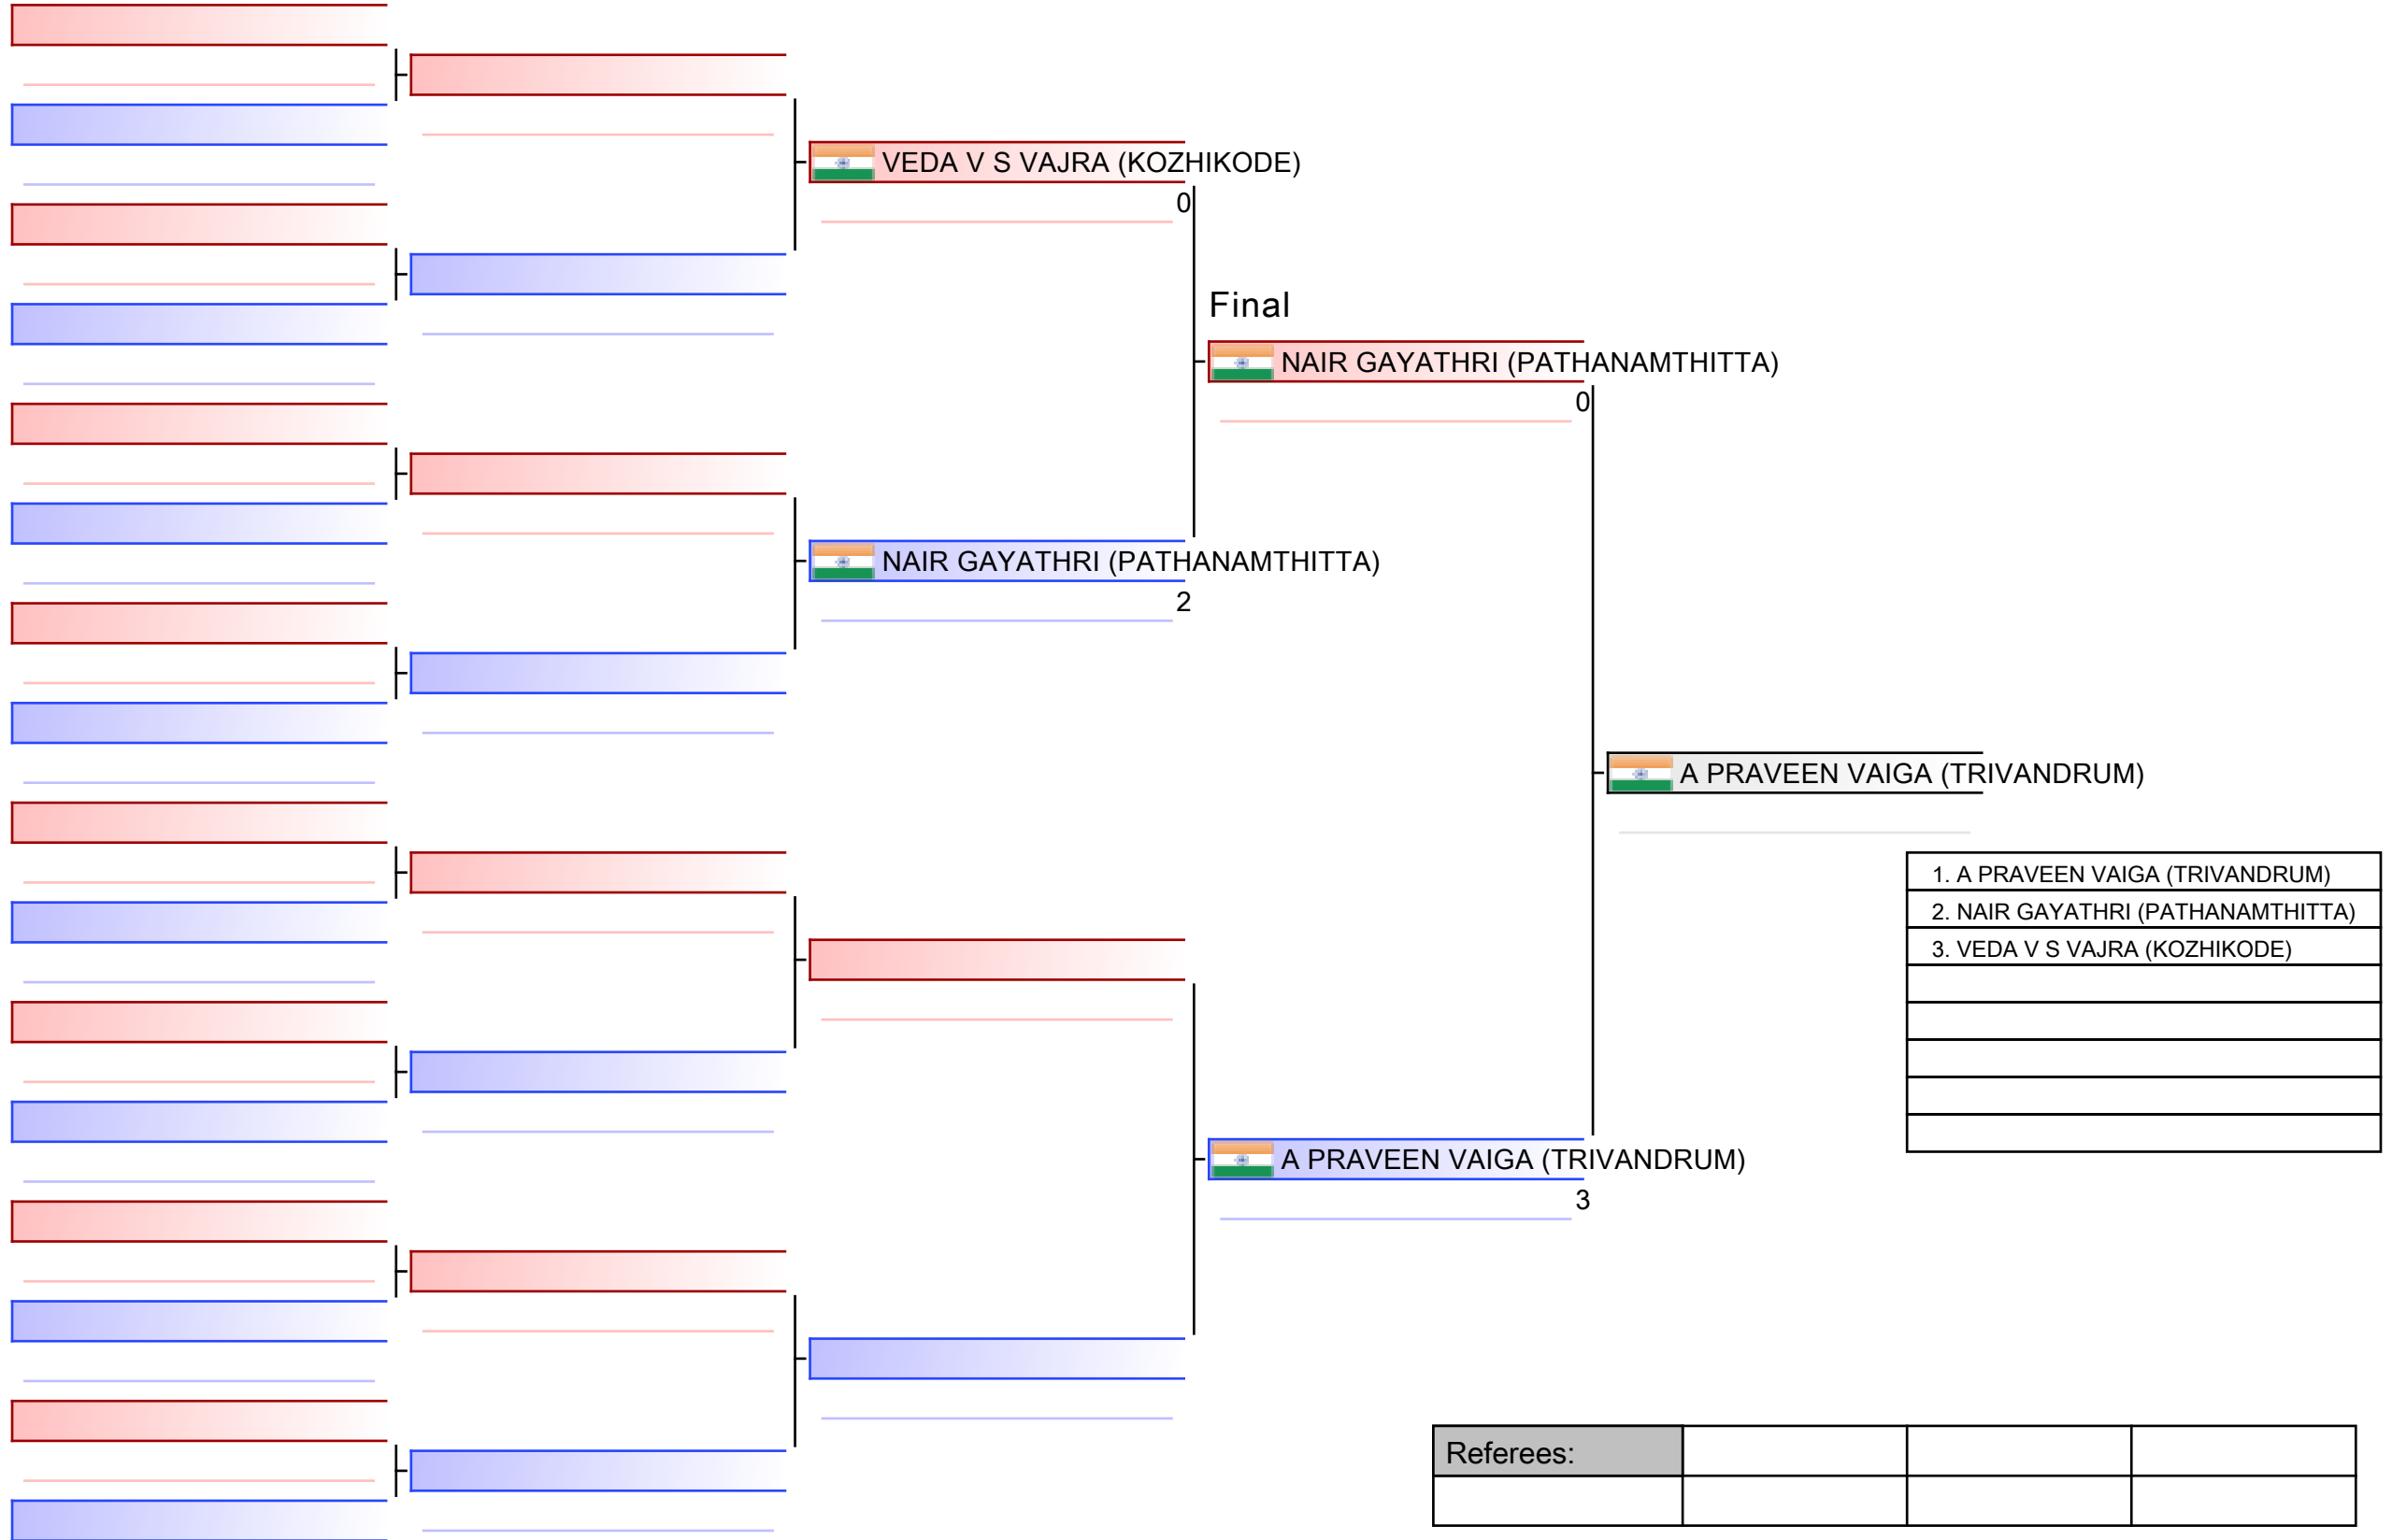 VEDA V S VAJRA (KOZHIKODE)
0
Final
NAIR GAYATHRI (PATHANAMTHITTA)
0
NAIR GAYATHRI (PATHANAMTHITTA)
2
A PRAVEEN VAIGA (TRIVANDRUM)
1. A PRAVEEN VAIGA (TRIVANDRUM)
2. NAIR GAYATHRI (PATHANAMTHITTA)
3. VEDA V S VAJRA (KOZHIKODE)
A PRAVEEN VAIGA (TRIVANDRUM)
3
Referees: